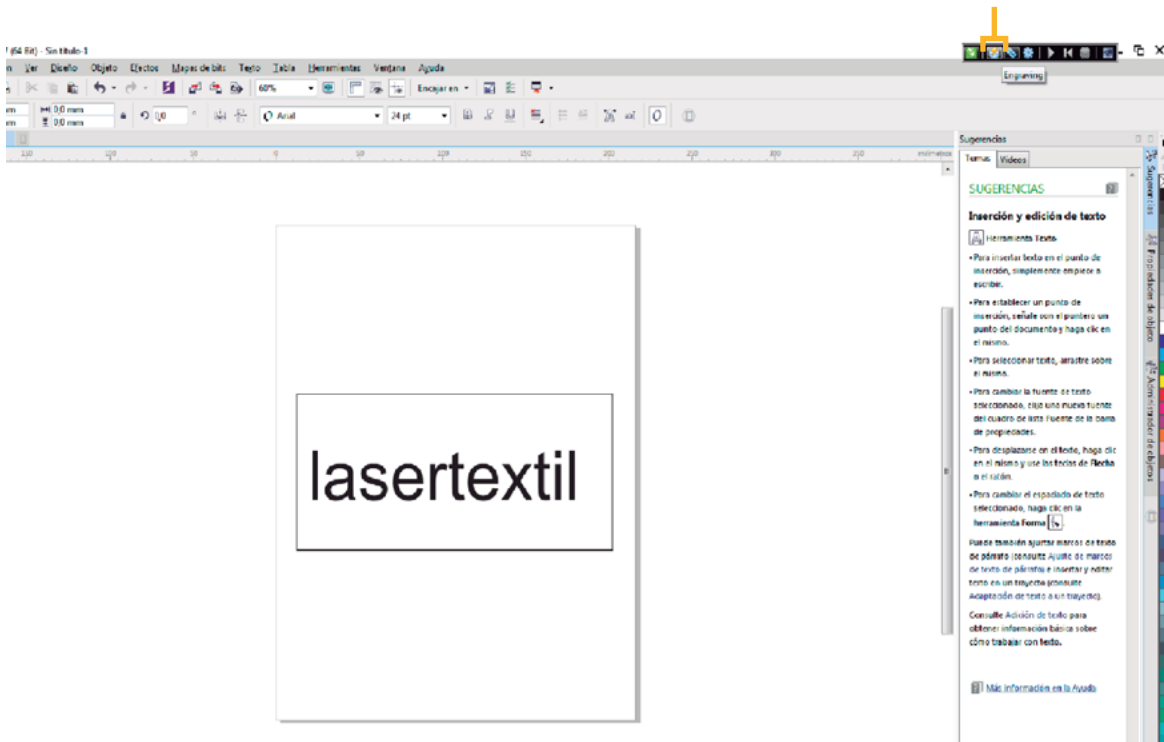 (64 Bit) - Sin título-1
Ver Diseño Objeto Efectos Mapas de bits Texto Tabla Herramientas Ventana Ayuda
60% Encajar en
0,0 mm
0,0 mm
0,0 °
Arial 24 pt
Engraving
Sugerencias
Temas Vídeos
SUGERENCIAS
Inserción y edición de texto
Herramienta Texto
•Para insertar texto en el punto de
inserción, simplemente empiece a
escribir.
•Para establecer un punto de
inserción, señale con el puntero un
punto del documento y haga clic en
el mismo.
•Para seleccionar texto, arrastre sobre
el mismo.
•Para cambiar la fuente de texto
seleccionado, elija una nueva fuente
del cuadro de lista Fuente de la barra
de propiedades.
•Para desplazarse en el texto, haga clic
en el mismo y use las teclas de Flecha
o el ratón.
•Para cambiar el espaciado de texto
seleccionado, haga clic en la
herramienta Forma
Puede también ajustar marcos de texto
de párrafo (consulte Ajuste de marcos
de texto de párrafo) e insertar y editar
texto en un trayecto (consulte
Adaptación de texto a un trayecto).
Consulte Adición de texto para
obtener información básica sobre
cómo trabajar con texto.
Más información en la Ayuda
Sugerencias
Propiedades de objeto
Administrador de objetos
lasertextil